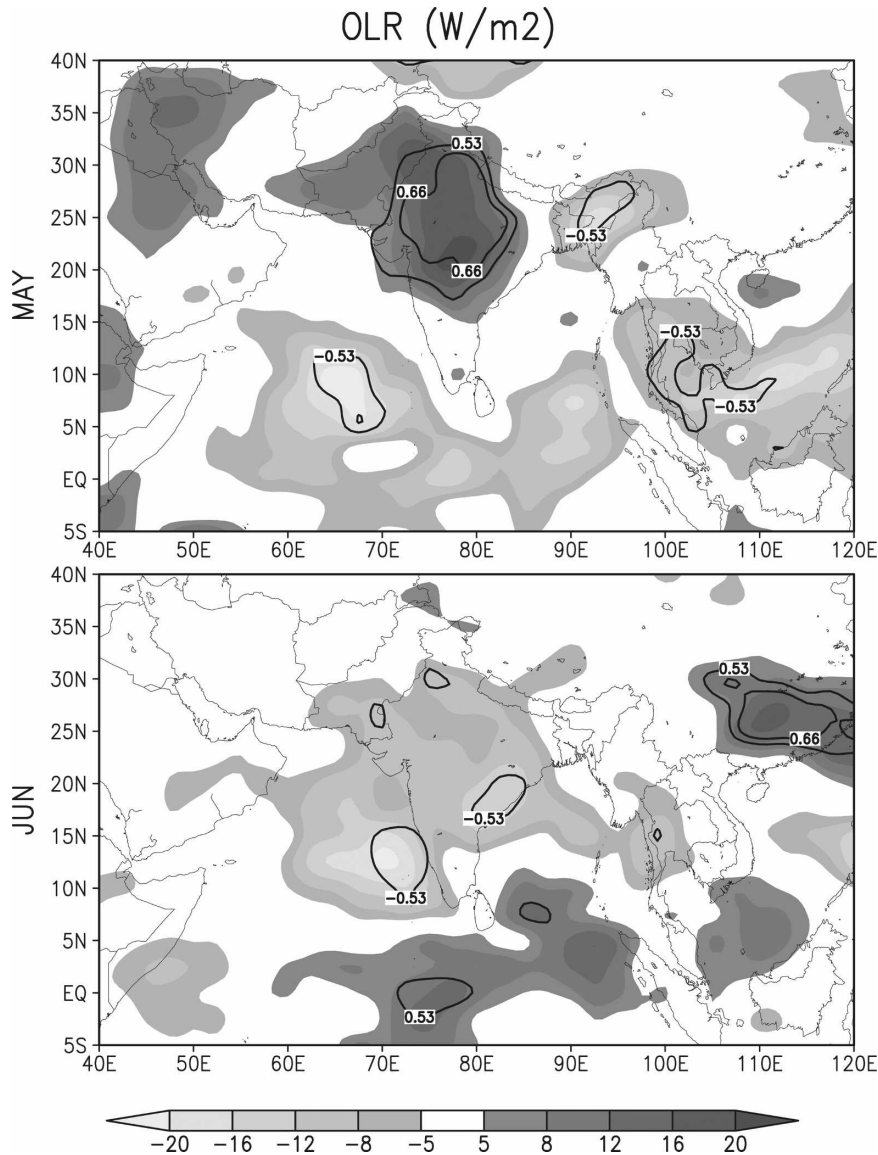 OLR (W/m2)
MAY
40N
35N
30N
25N
20N
15N
10N
5N
EQ
5S
0.53
0.66
-0.53
0.66
-0.53
-0.53
-0.53
40E 50E 60E 70E 80E 90E 100E 110E 120E
JUN
40N
35N
30N
25N
20N
15N
10N
5N
EQ
5S
0.53
0.66
-0.53
-0.53
0.53
40E 50E 60E 70E 80E 90E 100E 110E 120E
-20 -16 -12 -8 -5 5 8 12 16 20